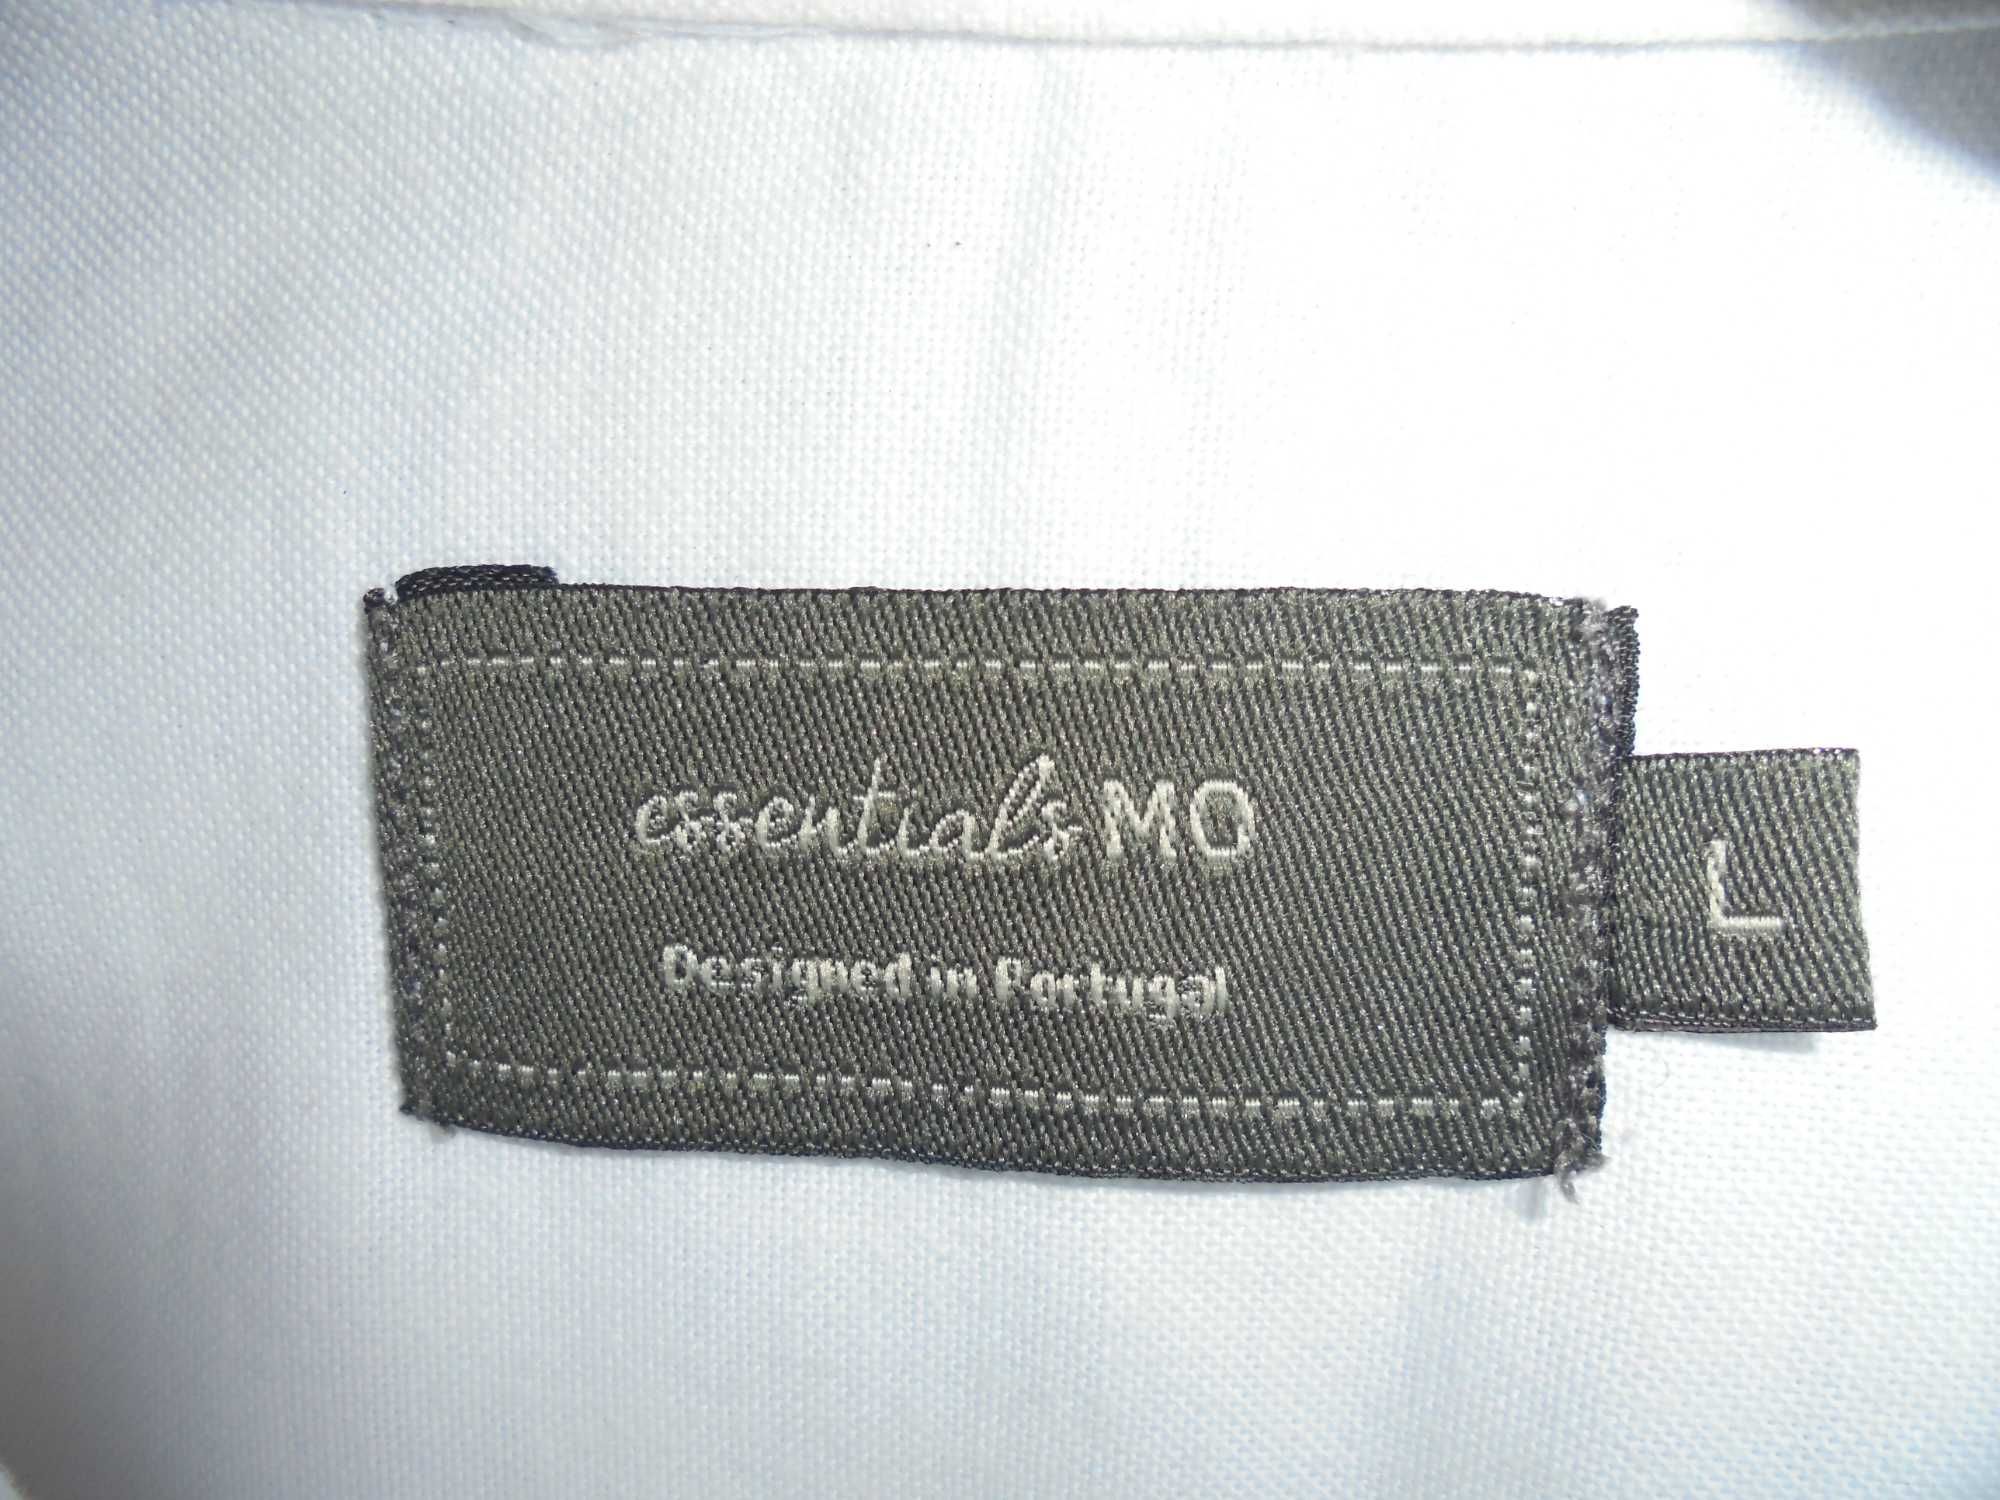 essentials MO
Designed in Portugal
L